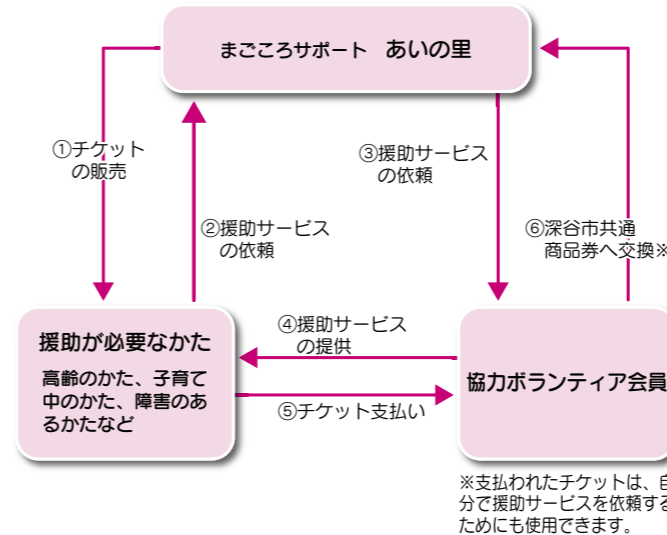 まごころサポート　あいの里
①チケット
の販売
②援助サービス
の依頼
③援助サービス
の依頼
⑥深谷市共通
商品券へ交換※
援助が必要なかた
高齢のかた、子育て
中のかた、障害のあ
るかたなど
④援助サービス
の提供
⑤チケット支払い
協力ボランティア会員
※支払われたチケットは、自
分で援助サービスを依頼する
ためにも使用できます。